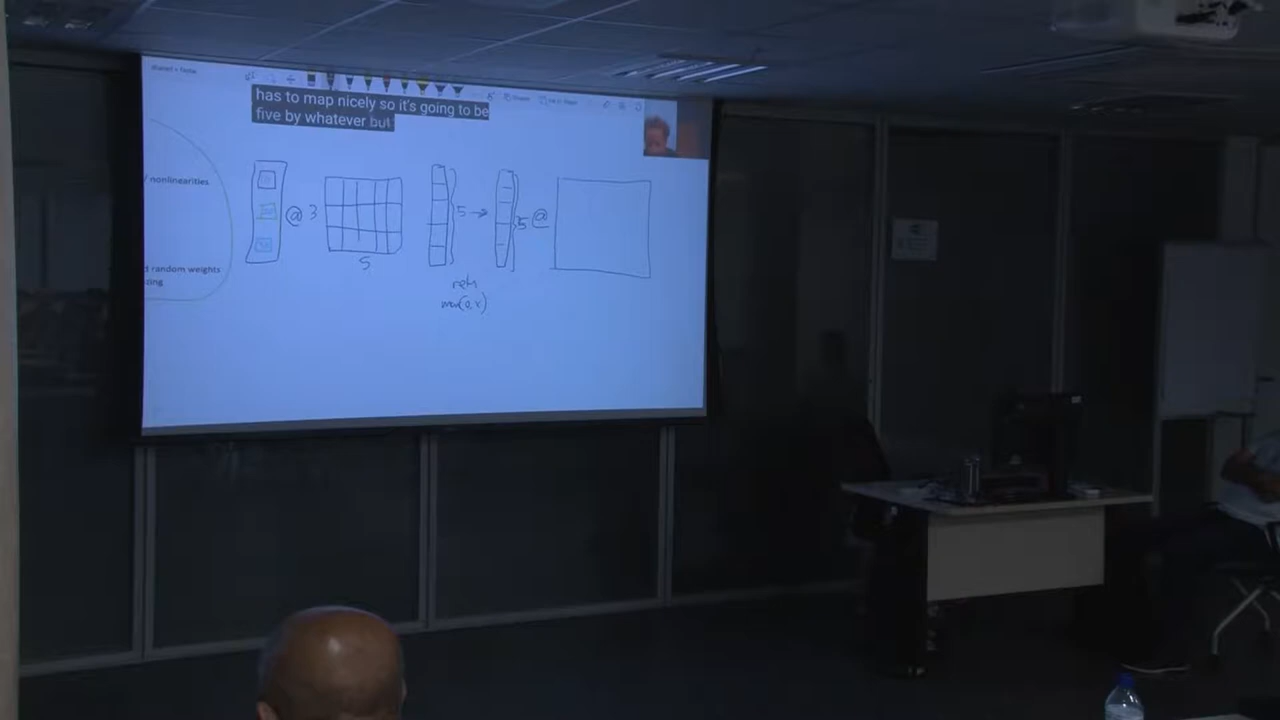 has to map nicely so it's going to be
five by whatever but
/ nonlinearities
@ 3
5
5 →
5 @
relu
max(0,x)
d random weights
zing